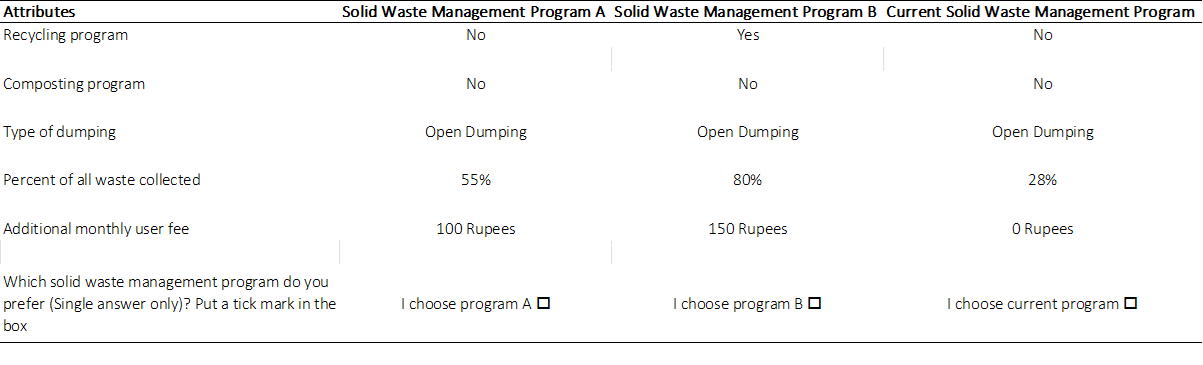 Attributes Solid Waste Management Program A Solid Waste Management Program B Current Solid Waste Management Program
Recycling program No Yes No
Composting program No No No
Type of dumping Open Dumping Open Dumping Open Dumping
Percent of all waste collected 55% 80% 28%
Additional monthly user fee 100 Rupees 150 Rupees 0 Rupees
Which solid waste management program do you
prefer (Single answer only)? Put a tick mark in the I choose program A ☐ I choose program B ☐ I choose current program ☐
box